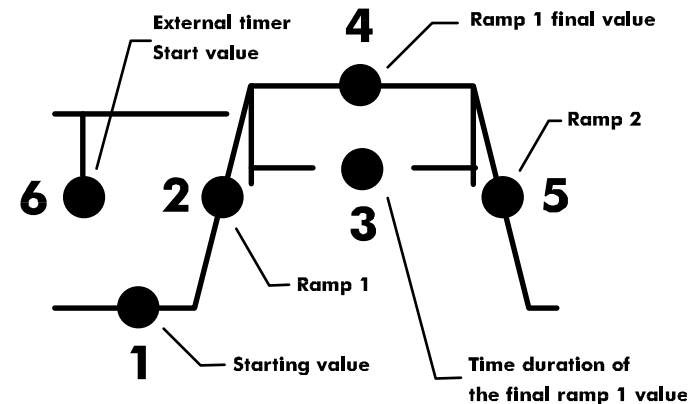 External timer
Start value
4
Ramp 1 final value
Ramp 2
6
2
3
5
Ramp 1
1
Starting value
Time duration of
the final ramp 1 value